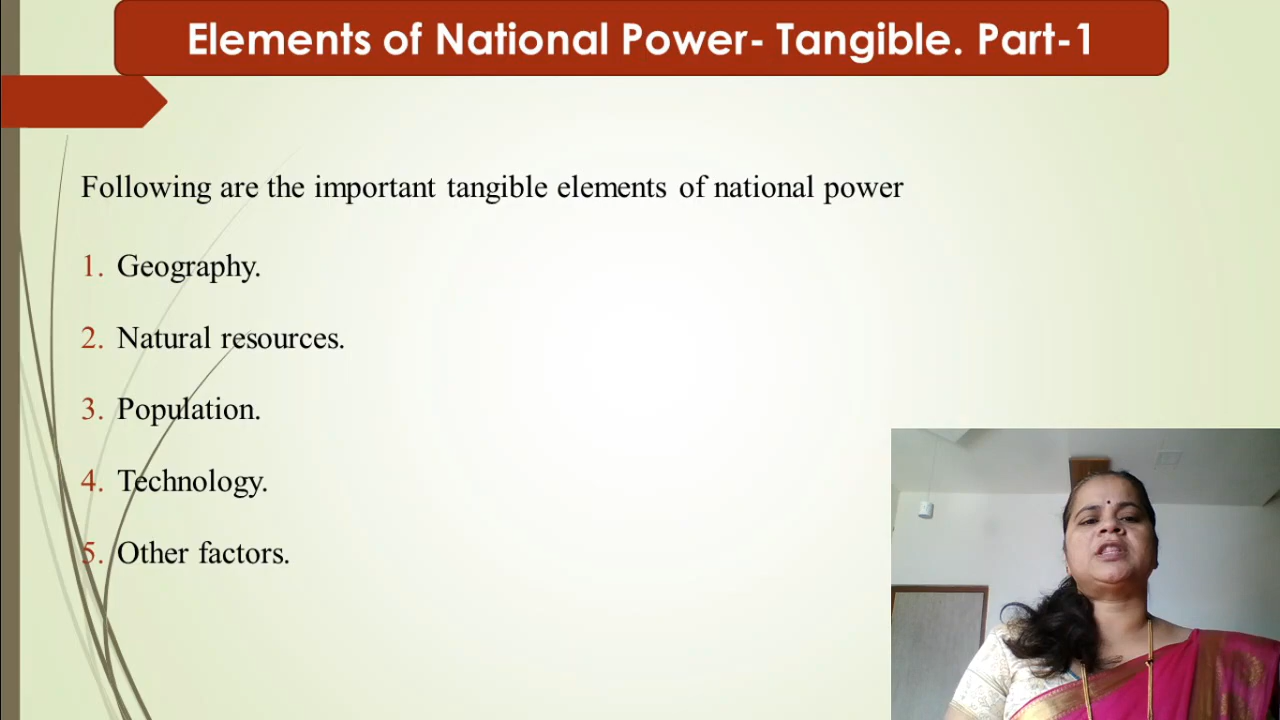 Elements of National Power- Tangible. Part-1
Following are the important tangible elements of national power
1. Geography.
2. Natural resources.
3. Population.
4. Technology.
5. Other factors.